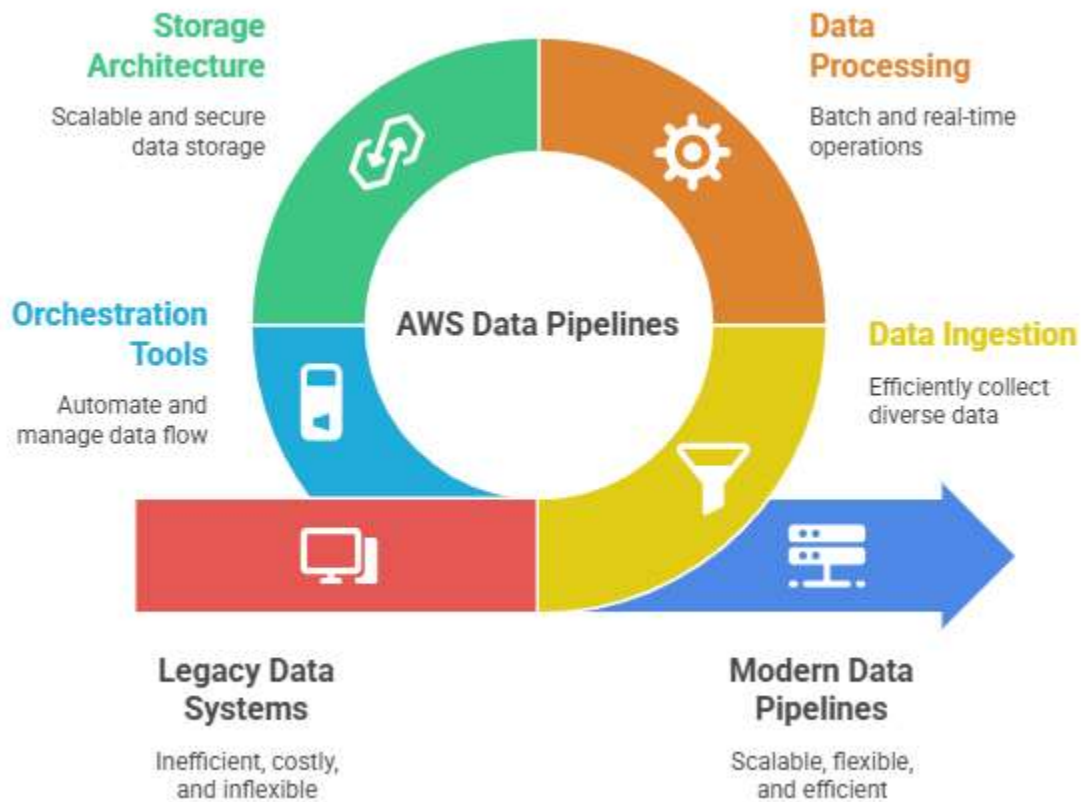 Storage
Architecture
Scalable and secure
data storage
Data
Processing
Batch and real-time
operations
Orchestration
Tools
Automate and
manage data flow
AWS Data Pipelines
Data Ingestion
Efficiently collect
diverse data
Legacy Data
Systems
Inefficient, costly,
and inflexible
Modern Data
Pipelines
Scalable, flexible,
and efficient